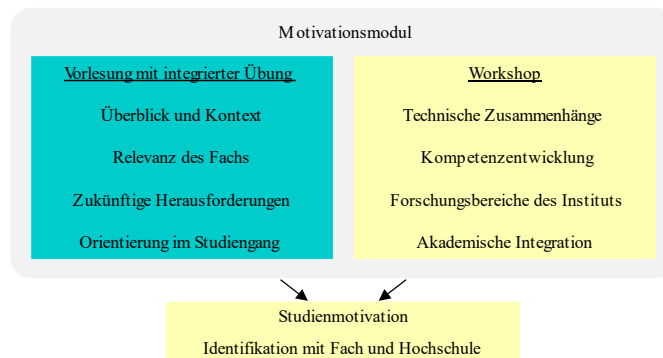 Motivationsmodul
Vorlesung mit integrierter Übung
Überblick und Kontext
Relevanz des Fachs
Zukünftige Herausforderungen
Orientierung im Studiengang
Workshop
Technische Zusammenhänge
Kompetenzentwicklung
Forschungsbereiche des Instituts
Akademische Integration
Studienmotivation
Identifikation mit Fach und Hochschule